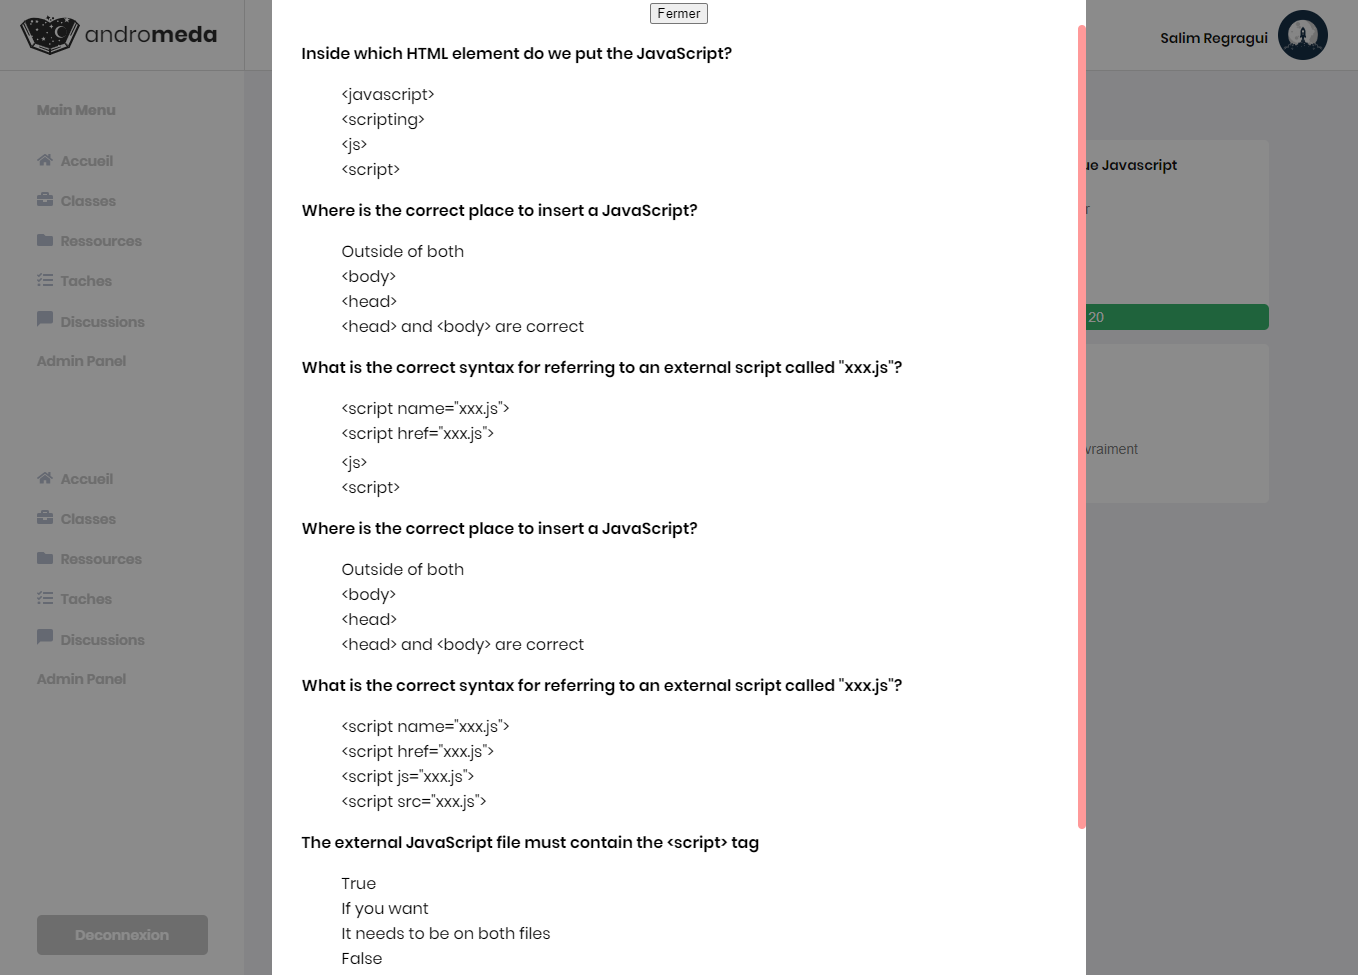 andromeda
Fermer
Salim Regragui
Main Menu
Accueil
Classes
Ressources
Taches
Discussions
Admin Panel
Accueil
Classes
Ressources
Taches
Discussions
Admin Panel
Deconnexion
Inside which HTML element do we put the JavaScript?
<javascript>
<scripting>
<js>
<script>
Where is the correct place to insert a JavaScript?
Outside of both
<body>
<head>
<head> and <body> are correct
What is the correct syntax for referring to an external script called "xxx.js"?
<script name="xxx.js">
<script href="xxx.js">
<js>
<script>
Where is the correct place to insert a JavaScript?
Outside of both
<body>
<head>
<head> and <body> are correct
What is the correct syntax for referring to an external script called "xxx.js"?
<script name="xxx.js">
<script href="xxx.js">
<script js="xxx.js">
<script src="xxx.js">
The external JavaScript file must contain the <script> tag
True
If you want
It needs to be on both files
False
ue Javascript
r
20
vraiment